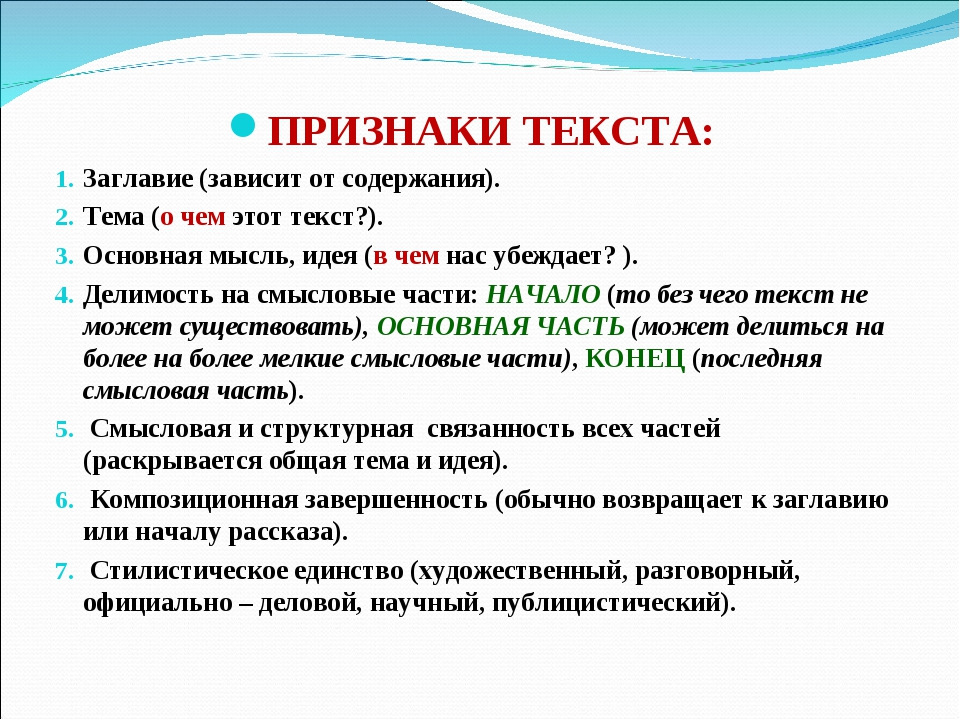 ПРИЗНАКИ ТЕКСТА:
1. Заглавие (зависит от содержания).
2. Тема (о чем этот текст?).
3. Основная мысль, идея (в чем нас убеждает? ).
4. Делимость на смысловые части: НАЧАЛО (то без чего текст не
может существовать), ОСНОВНАЯ ЧАСТЬ (может делиться на
более на более мелкие смысловые части), КОНЕЦ (последняя
смысловая часть).
5. Смысловая и структурная связанность всех частей
(раскрывается общая тема и идея).
6. Композиционная завершенность (обычно возвращает к заглавию
или началу рассказа).
7. Стилистическое единство (художественный, разговорный,
официально – деловой, научный, публицистический).